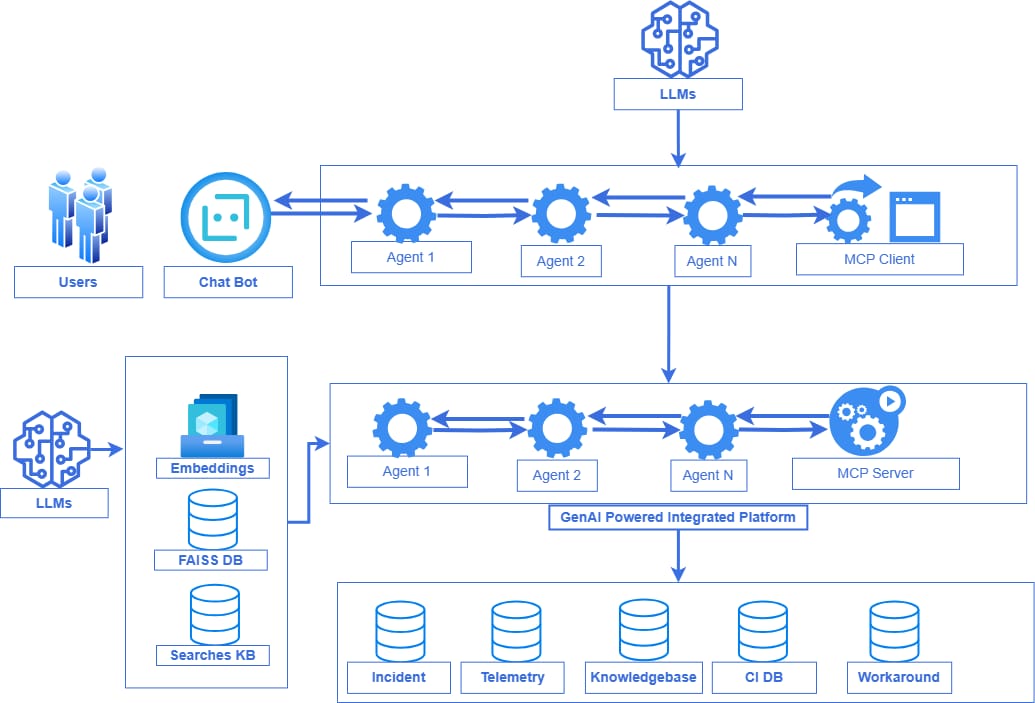 LLMs
Users
Chat Bot
Agent 1
Agent 2
Agent N
MCP Client
LLMs
Embeddings
FAISS DB
Searches KB
Agent 1
Agent 2
Agent N
MCP Server
GenAI Powered Integrated Platform
Incident
Telemetry
Knowledgebase
CI DB
Workaround